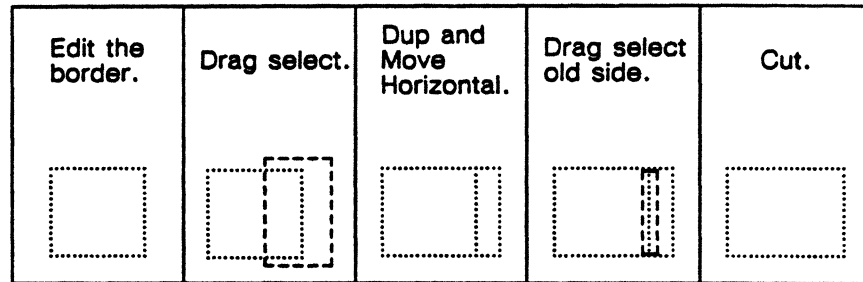 Edit the
border.
Drag select.
Dup and
Move
Horizontal.
Drag select
old side.
Cut.